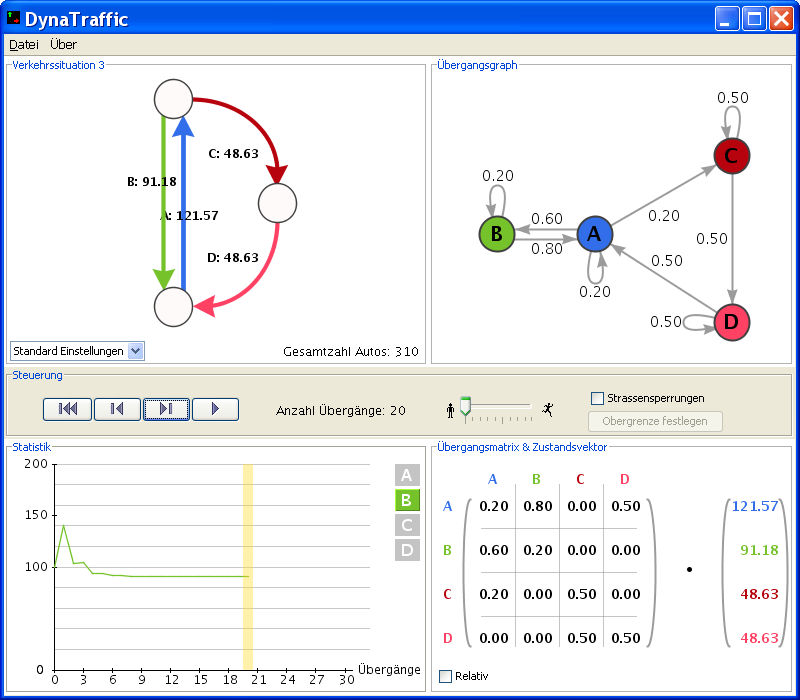 DynaTraffic
Datei Über
Verkehrssituation 3
B: 91.18
A: 121.57
C: 48.63
D: 48.63
Standard Einstellungen
Gesamtzahl Autos: 310
Übergangsgraph
0.50
C
0.20
B
0.60
0.80
A
0.20
0.20
0.50
0.50
0.50
D
Steuerung
Anzahl Übergänge: 20
Strassensperrungen
Obergrenze festlegen
Statistik
200
150
100
0
0 3 6 9 12 15 18 21 24 27 30
Übergänge
A
B
C
D
Übergangsmatrix & Zustandsvektor
A B C D
A 0.20 0.80 0.00 0.50 121.57
B 0.60 0.20 0.00 0.00 91.18
C 0.20 0.00 0.50 0.00 48.63
D 0.00 0.00 0.50 0.50 48.63
Relativ